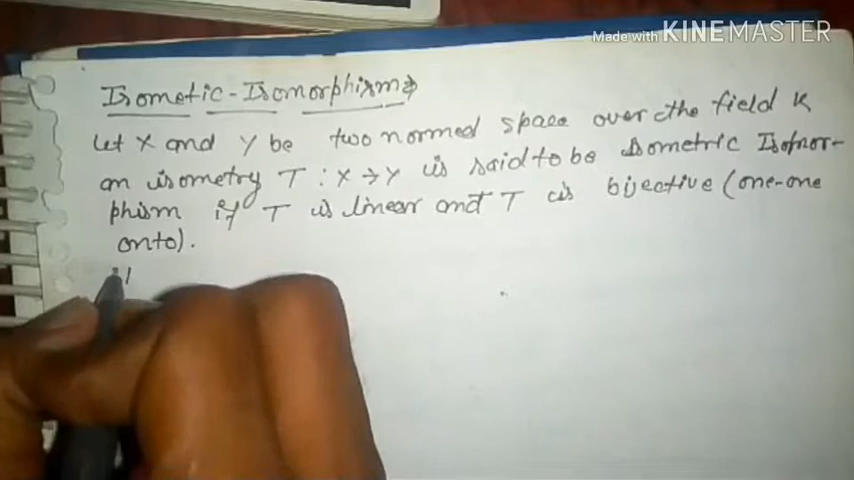 Made with KINEMASTER
Isometic-Isomorphism⇒
Let X and Y be two normed space over the field K
an isometry T : X → Y is said to be isometric Isomor-
phism if T is linear and T is bijective (one-one
onto).